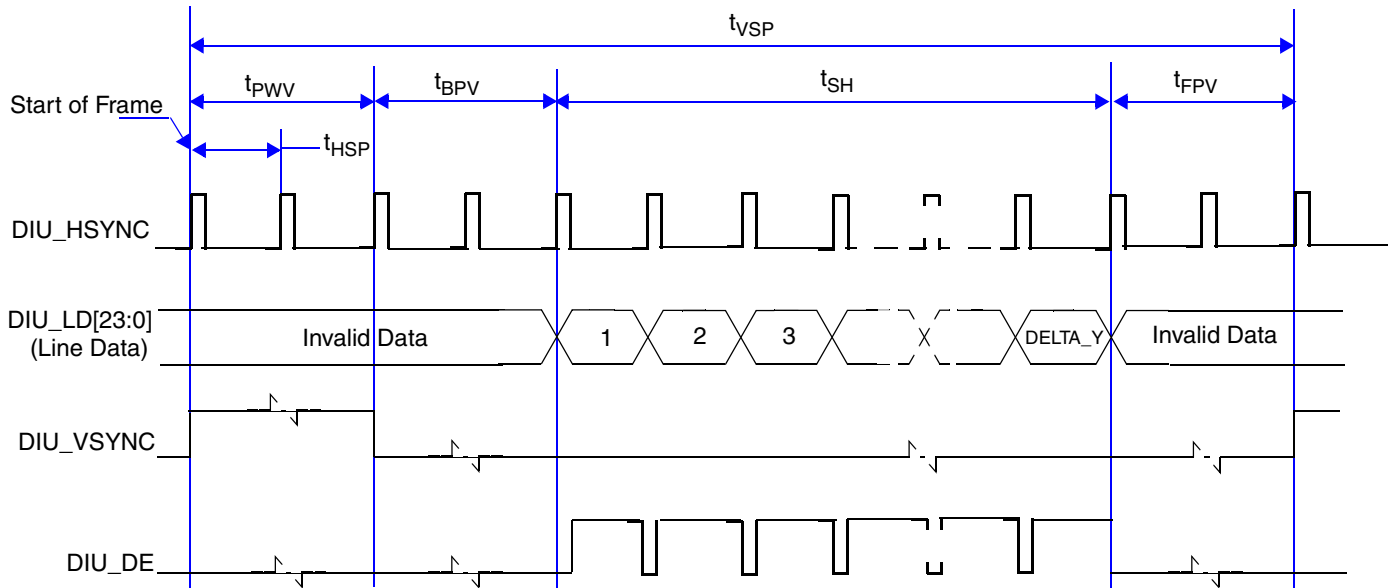 tVSP
tPWV
tBPV
tSH
tFPV
Start of Frame
tHSP
DIU_HSYNC
DIU_LD[23:0]
(Line Data)
Invalid Data
1
2
3
DELTA_Y
Invalid Data
DIU_VSYNC
DIU_DE